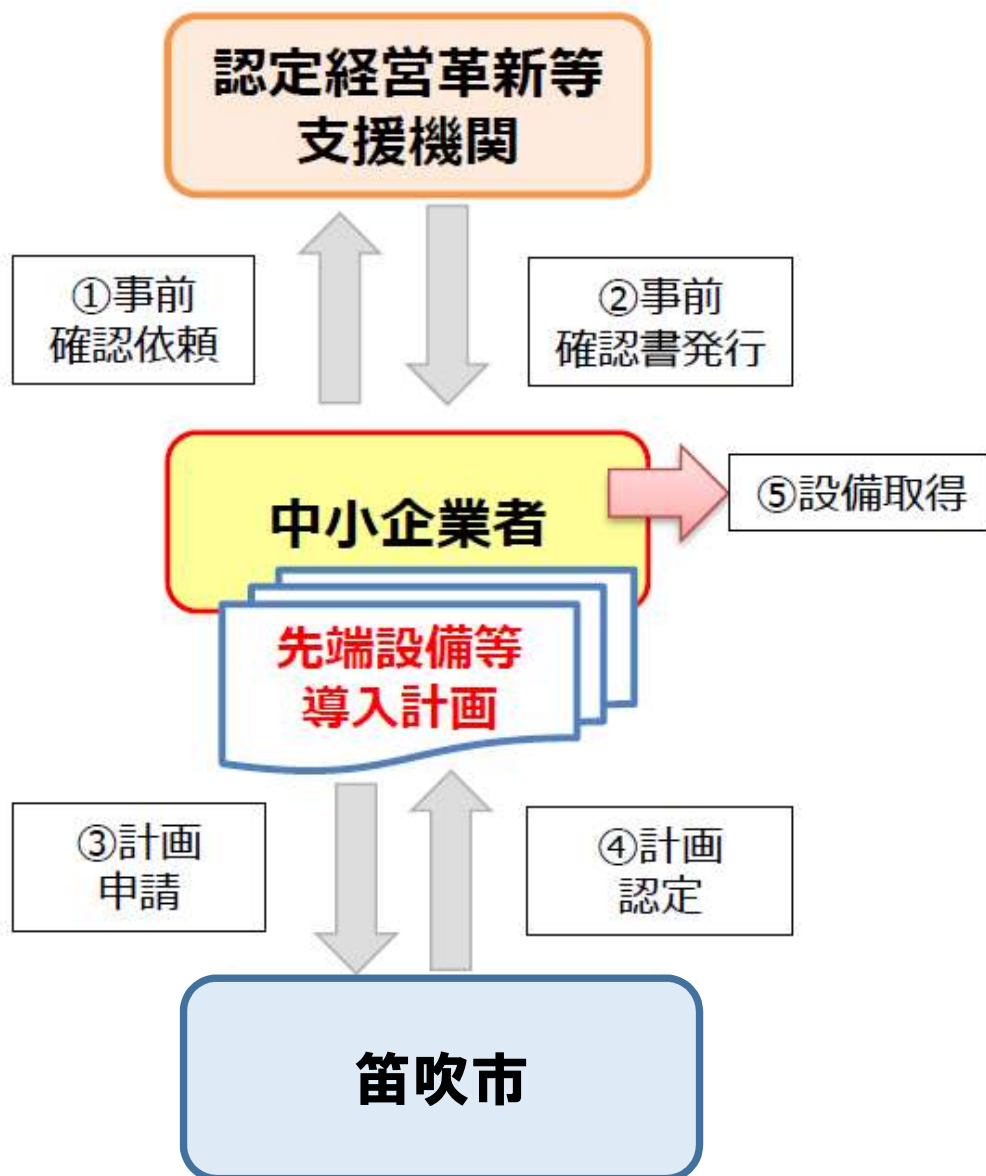 認定経営革新等
支援機関
①事前
確認依頼
②事前
確認書発行
中小企業者
⑤設備取得
先端設備等
導入計画
③計画
申請
④計画
認定
笛吹市